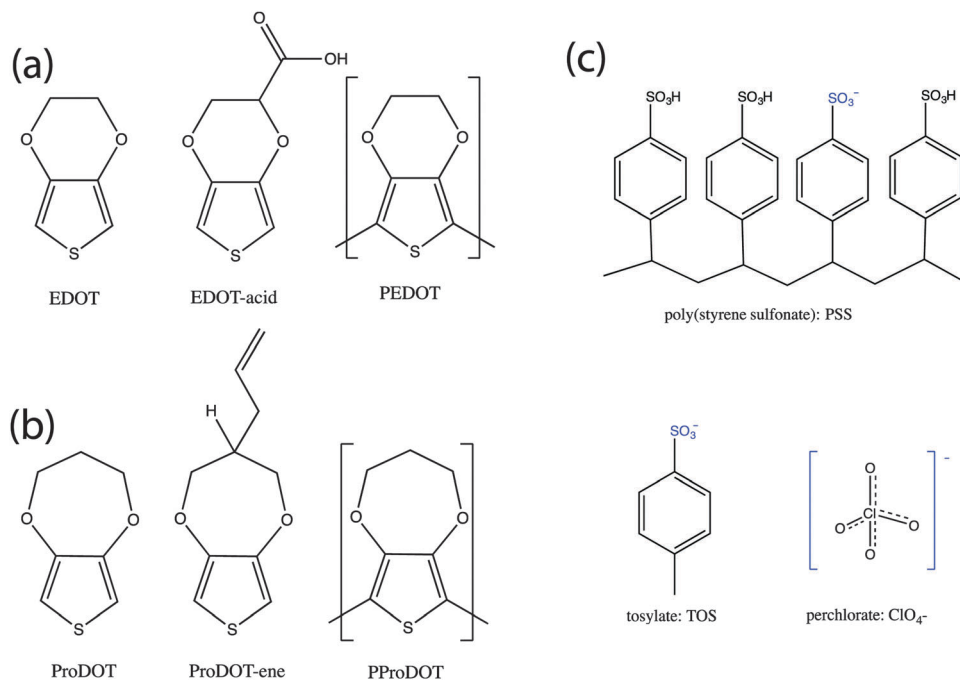 (a)
O
OH
O O
S
EDOT
O O
S
EDOT-acid
O O
S
PEDOT
(b)
O O
S
ProDOT
H
O O
S
ProDOT-ene
O O
S
PProDOT
(c)
SO₃H SO₃H SO₃⁻ SO₃H
poly(styrene sulfonate): PSS
SO₃⁻
tosylate: TOS
O
Cl
O O
O
-
perchlorate: ClO₄-